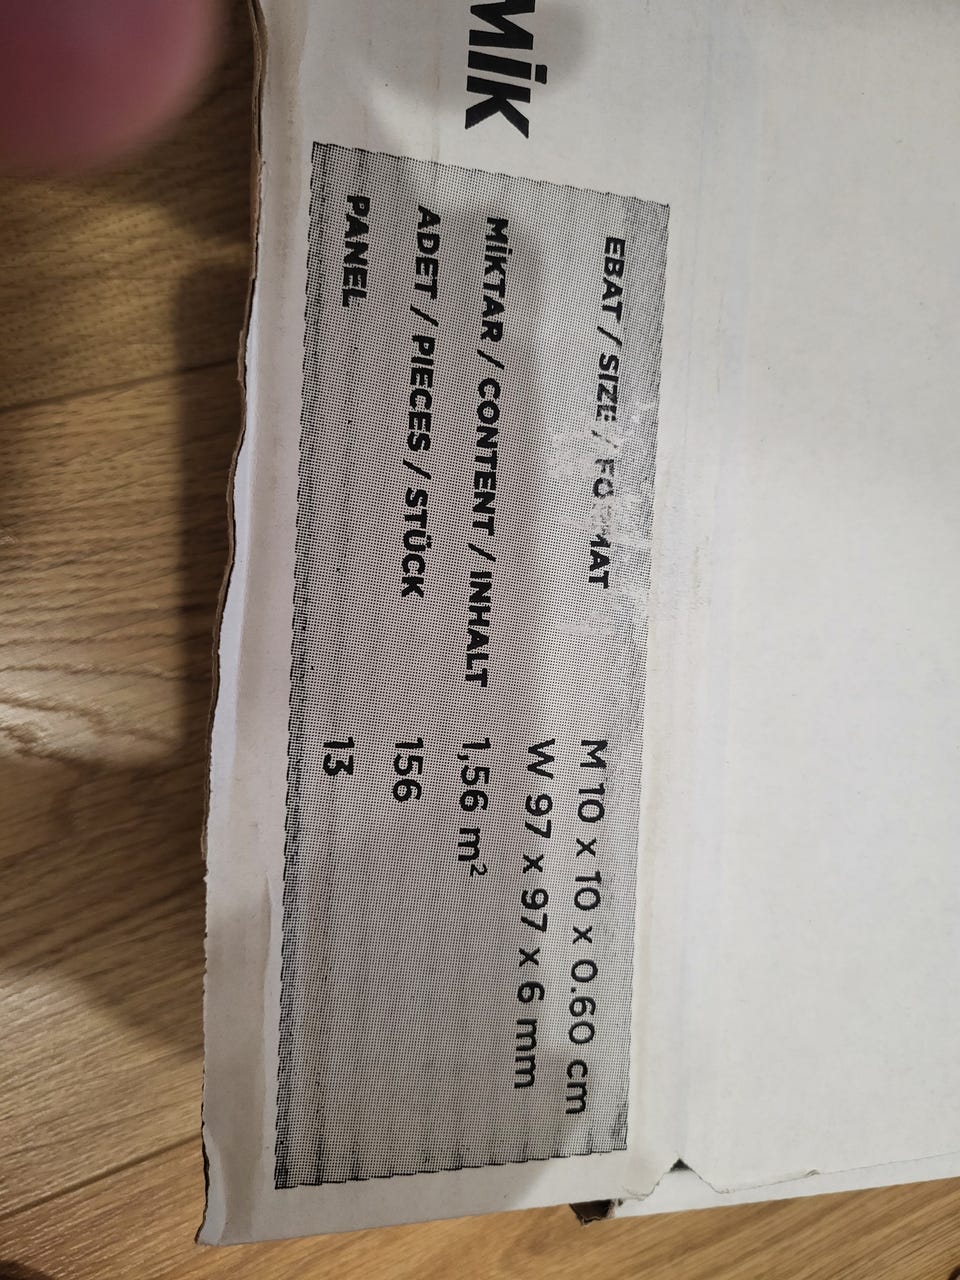 EBAT / SIZE / FORMAT M 10 x 10 x 0.60 cm
W 97 x 97 x 6 mm
MİKTAR / CONTENT / INHALT 1,56 m²
ADET / PIECES / STÜCK 156
PANEL 13